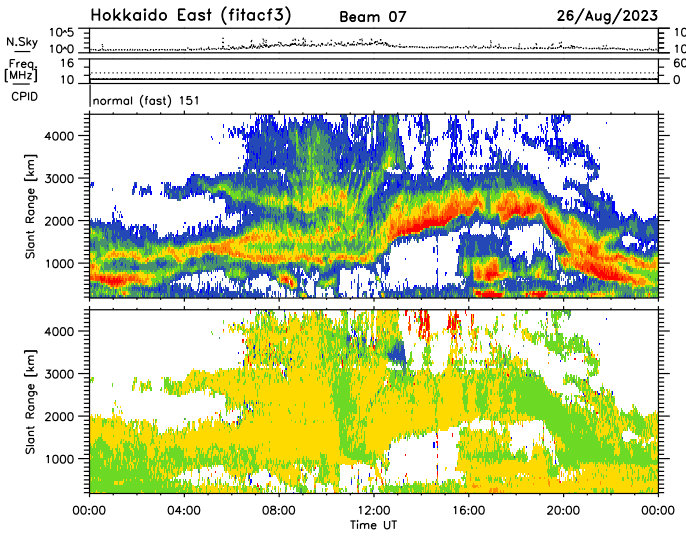 Hokkaido East (fitacf3) Beam 07 26/Aug/2023
N.Sky 10^5 10^0 10 10
Freq. [MHz] 16 10 60 0
CPID normal (fast) 151
Slant Range [km] 4000 3000 2000 1000
Slant Range [km] 4000 3000 2000 1000
00:00 04:00 08:00 12:00 16:00 20:00 00:00
Time UT